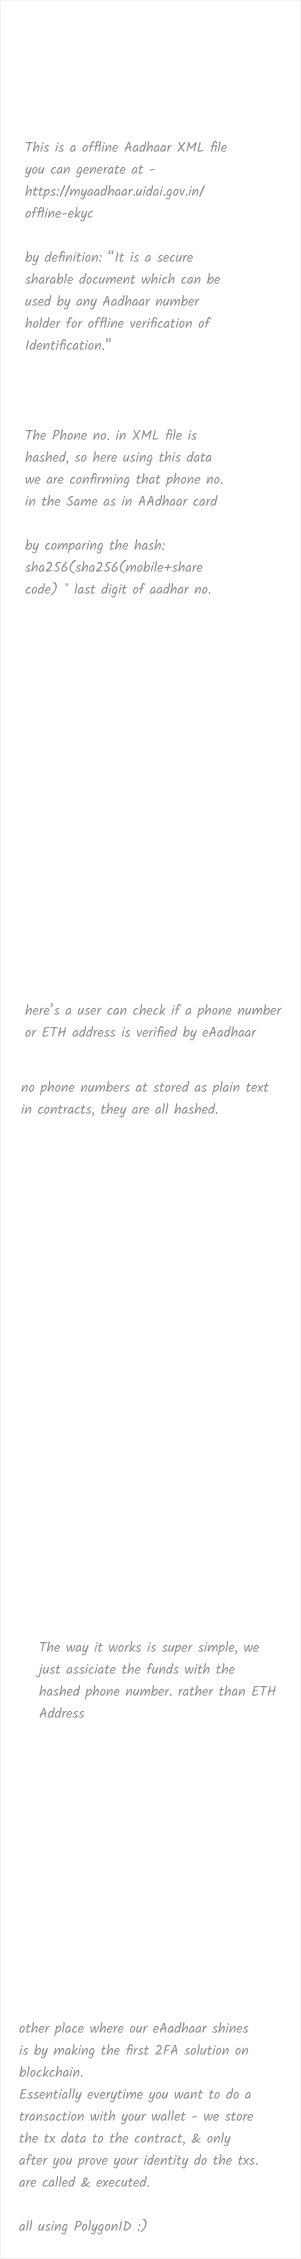 This is a offline Aadhaar XML file
you can generate at -
https://myaadhaar.uidai.gov.in/
offline-ekyc
by definition: “It is a secure
sharable document which can be
used by any Aadhaar number
holder for offline verification of
Identification.”
The Phone no. in XML file is
hashed, so here using this data
we are confirming that phone no.
in the Same as in AAdhaar card
by comparing the hash:
sha256(sha256(mobile+share
code) * last digit of aadhar no.
here’s a user can check if a phone number
or ETH address is verified by eAadhaar
no phone numbers at stored as plain text
in contracts, they are all hashed.
The way it works is super simple, we
just assiciate the funds with the
hashed phone number. rather than ETH
Address
other place where our eAadhaar shines
is by making the first 2FA solution on
blockchain.
Essentially everytime you want to do a
transaction with your wallet - we store
the tx data to the contract, & only
after you prove your identity do the txs.
are called & executed.
all using PolygonID :)